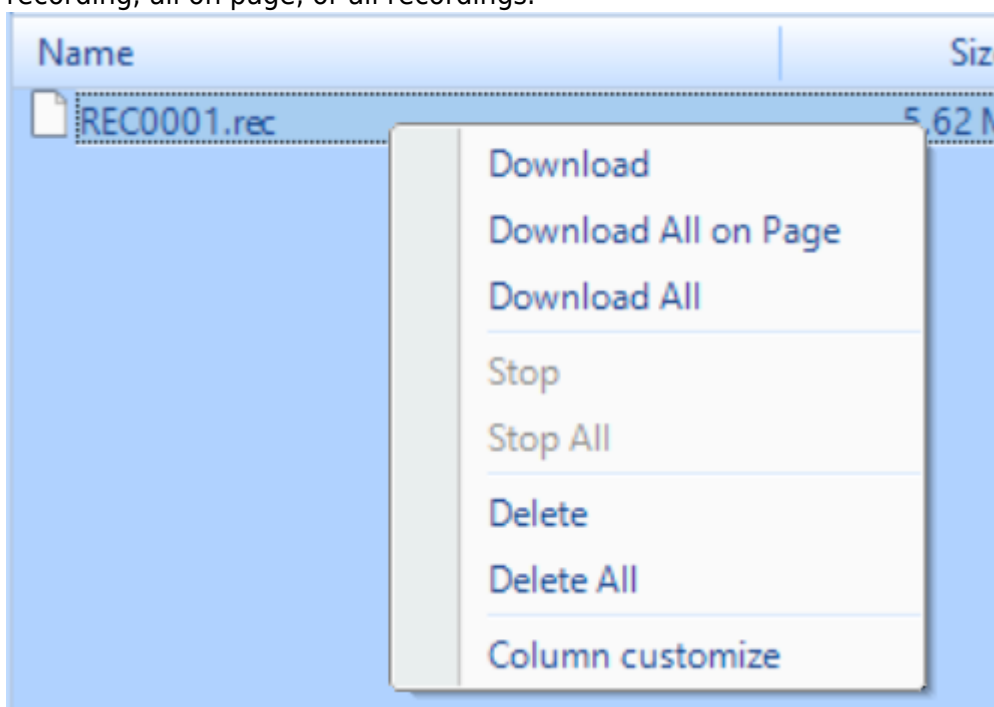 recording, all on page, or all recordings.
Name Siz
REC0001.rec 5,62 M
Download
Download All on Page
Download All
Stop
Stop All
Delete
Delete All
Column customize